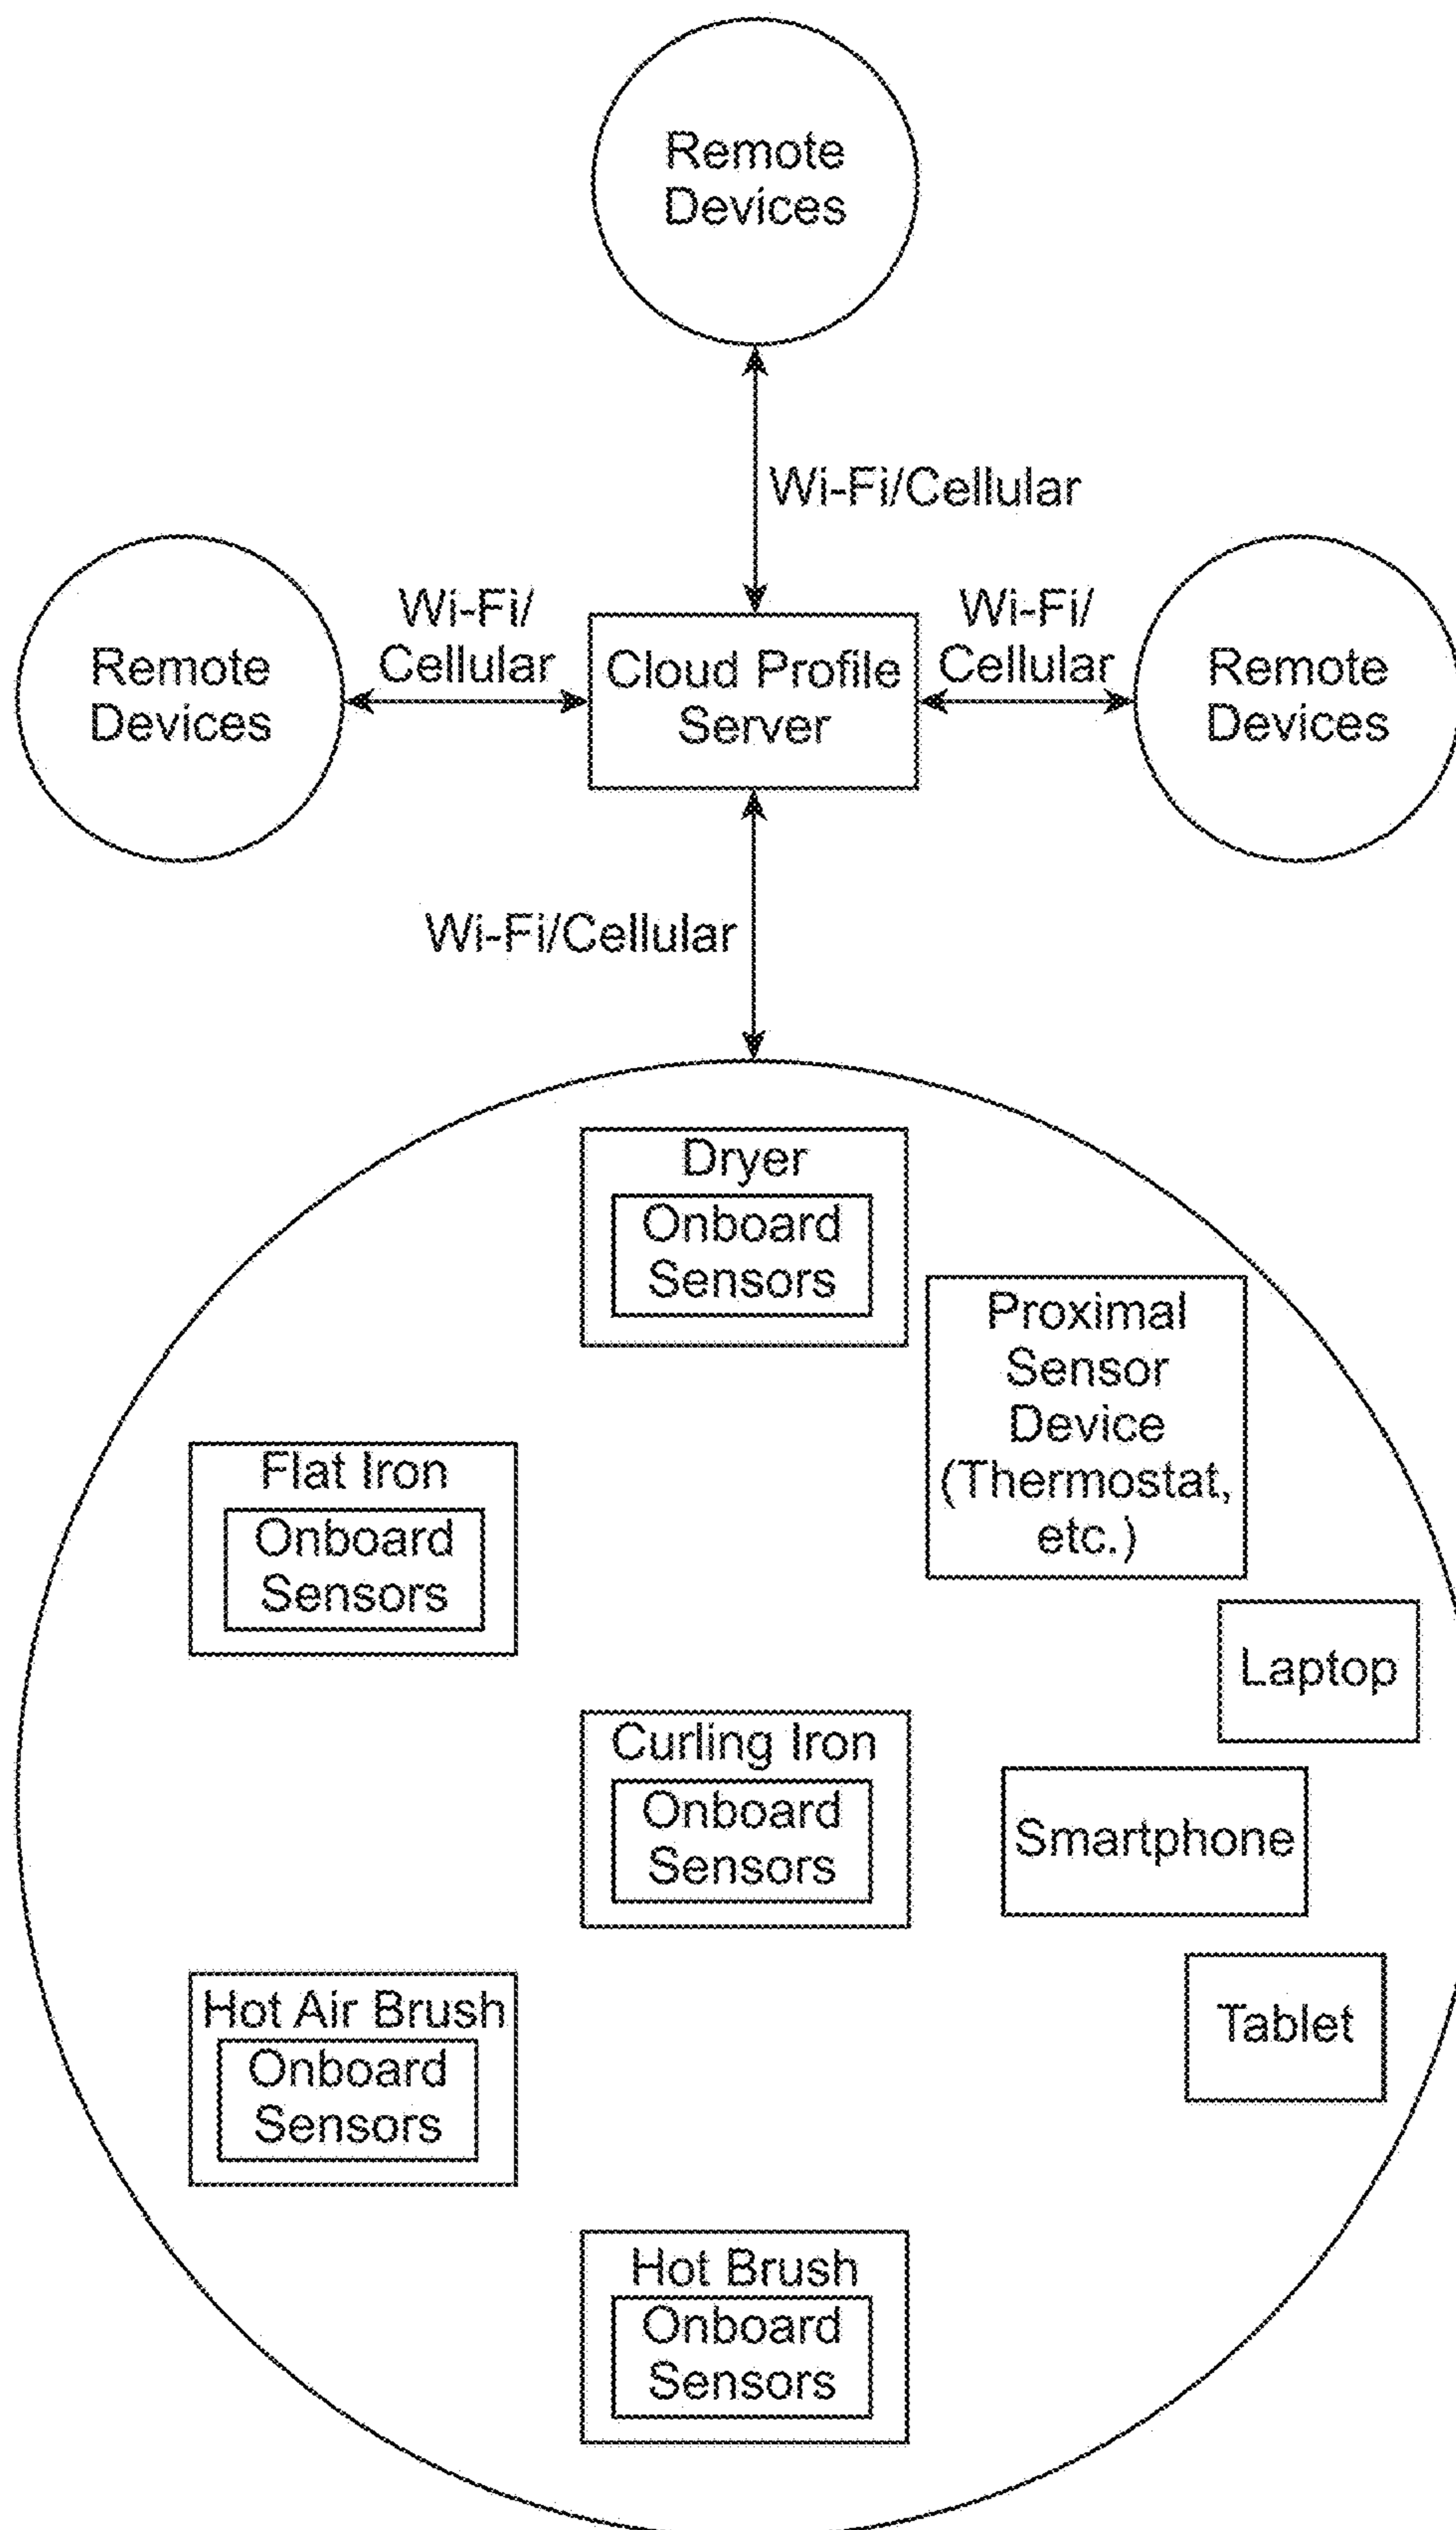 Remote
Devices
Wi-Fi/Cellular
Remote
Devices
Wi-Fi/
Cellular
Cloud Profile
Server
Wi-Fi/
Cellular
Remote
Devices
Wi-Fi/Cellular
Dryer
Onboard
Sensors
Proximal
Sensor
Device
(Thermostat,
etc.)
Flat Iron
Onboard
Sensors
Laptop
Curling Iron
Onboard
Sensors
Smartphone
Hot Air Brush
Onboard
Sensors
Tablet
Hot Brush
Onboard
Sensors